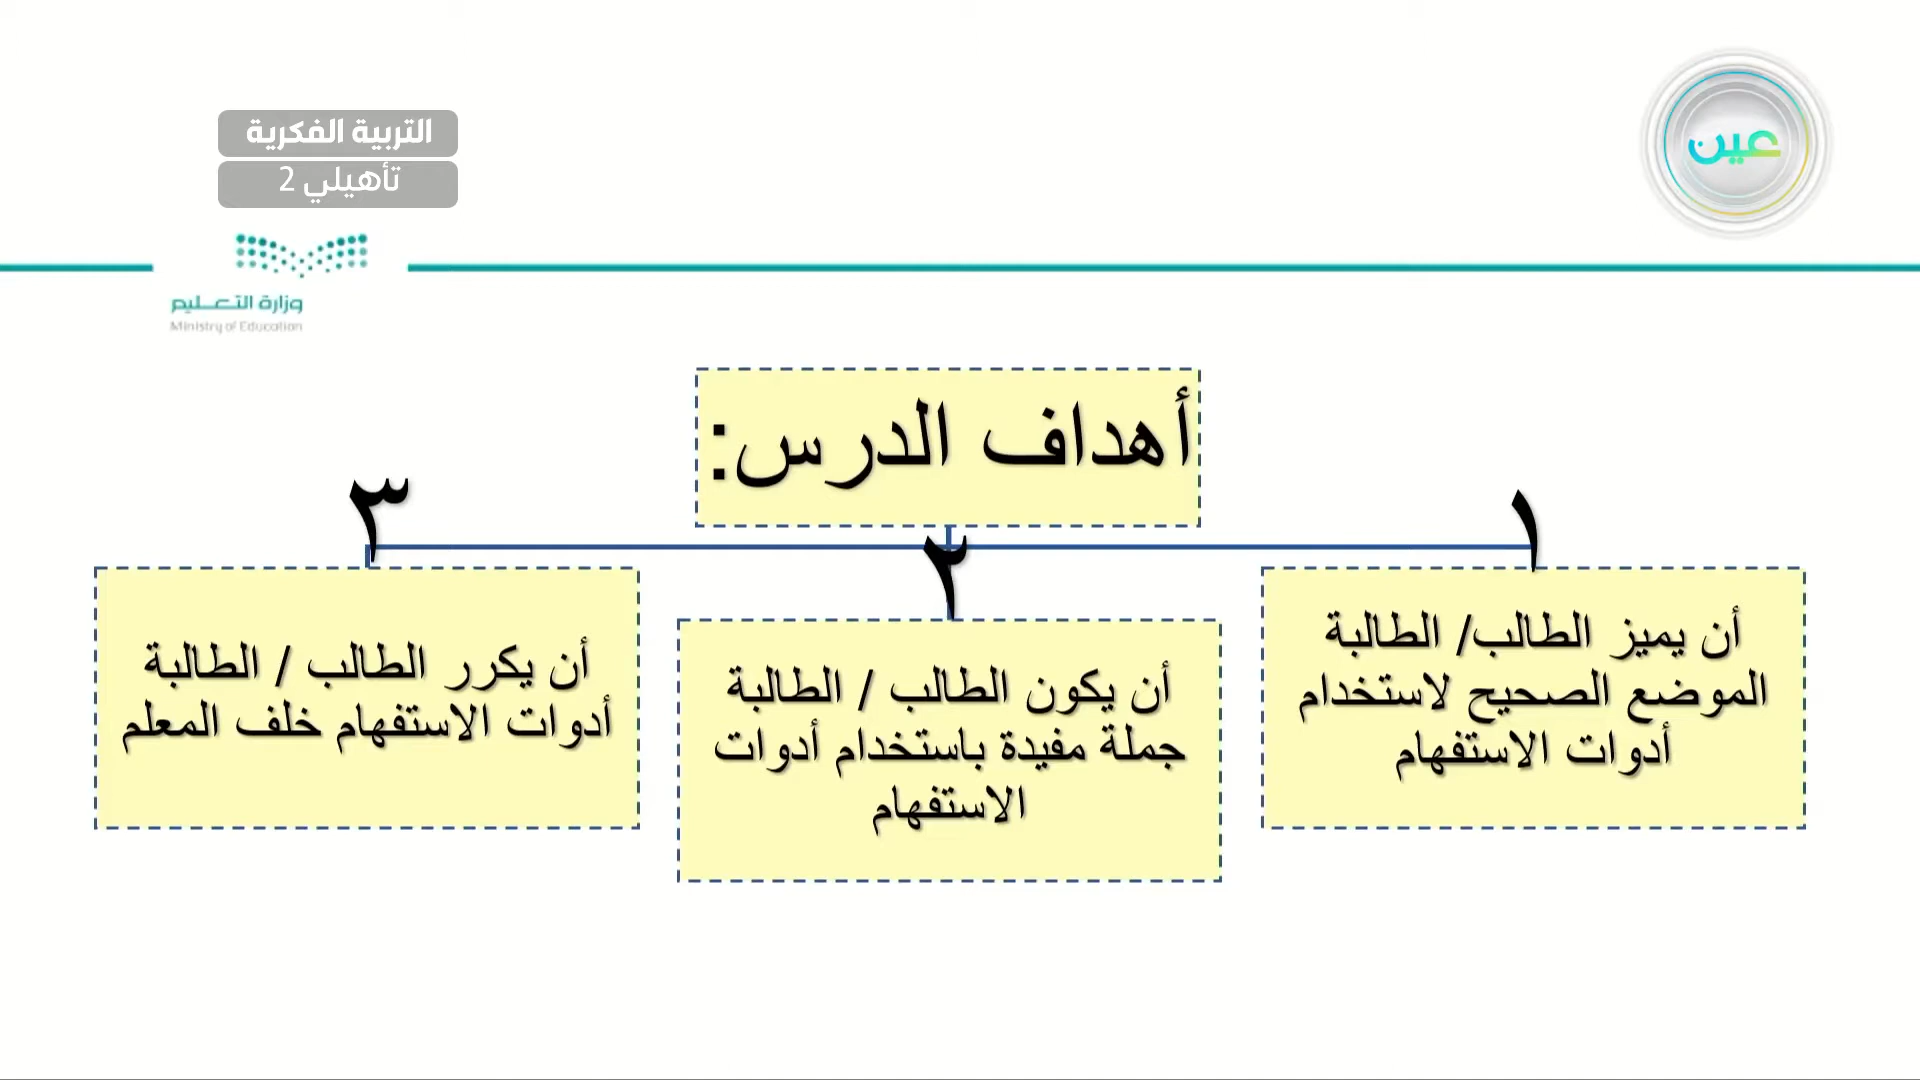 التربية الفكرية
تأهيلي 2
عين
وزارة التعليم
Ministry of Education
أهداف الدرس:
١
أن يميز الطالب/ الطالبة
الموضع الصحيح لاستخدام
أدوات الاستفهام
٢
أن يكون الطالب / الطالبة
جملة مفيدة باستخدام أدوات
الاستفهام
٣
أن يكرر الطالب / الطالبة
أدوات الاستفهام خلف المعلم